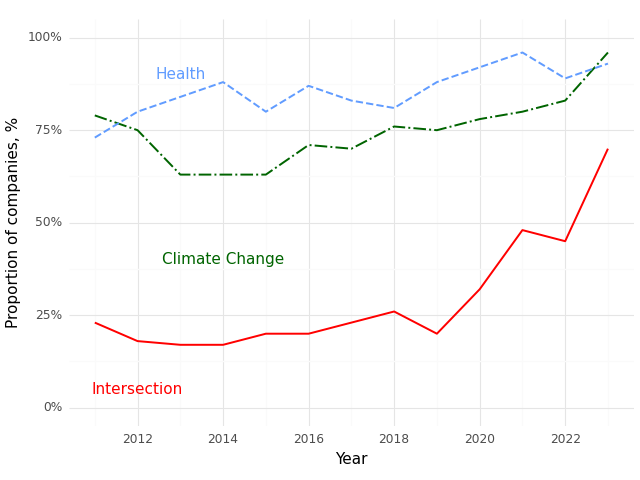 100%
75%
50%
25%
0%
Proportion of companies, %
Health
Climate Change
Intersection
2012
2014
2016
2018
2020
2022
Year